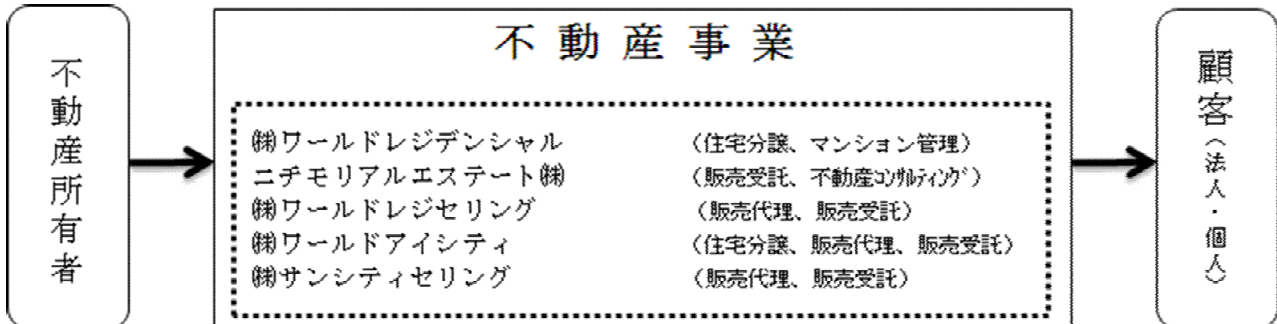 不動産所有者
不動産事業
㈱ワールドレジデンシャル (住宅分譲、マンション管理)
ニチモリアルエステート㈱ (販売受託、不動産ｺﾝｻﾙﾃｨﾝｸﾞ)
㈱ワールドレジセリング (販売代理、販売受託)
㈱ワールドアイシティ (住宅分譲、販売代理、販売受託)
㈱サンシティセリング (販売代理、販売受託)
顧客(法人・個人)